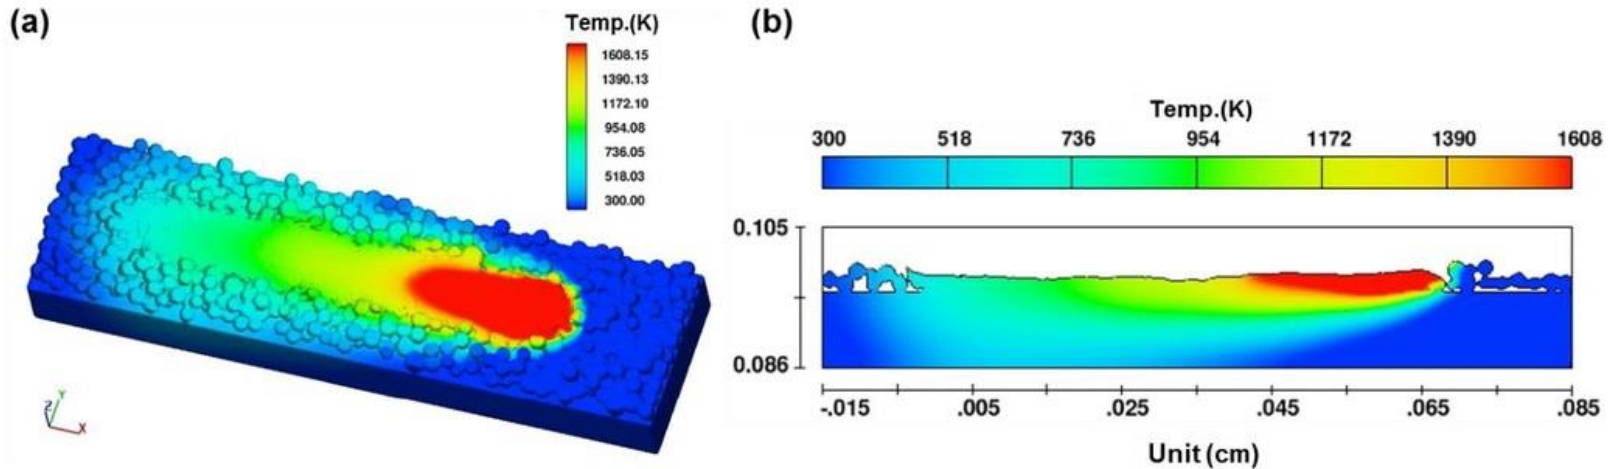 (a)
Temp.(K)
1608.15
1390.13
1172.10
954.08
736.05
518.03
300.00
Z Y X
(b)
Temp.(K)
300 518 736 954 1172 1390 1608
0.105
0.086
-.015 .005 .025 .045 .065 .085
Unit (cm)